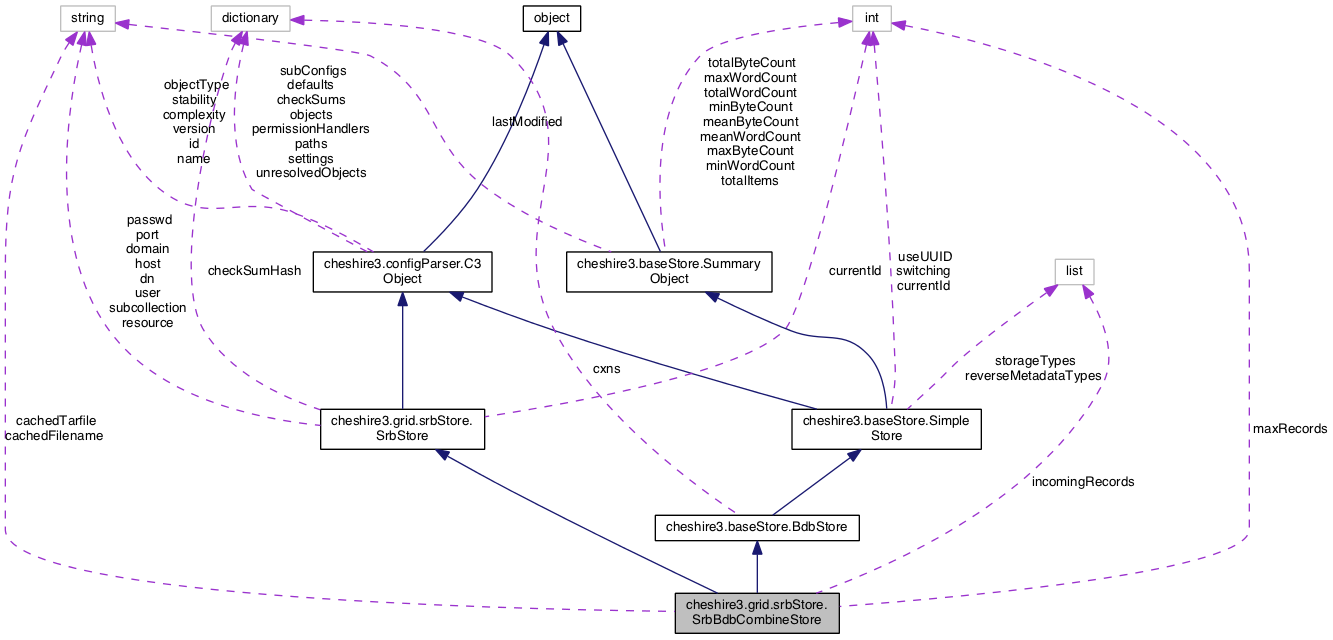 string
dictionary
object
int
objectType
stability
complexity
version
id
name
subConfigs
defaults
checkSums
objects
permissionHandlers
paths
settings
unresolvedObjects
lastModified
totalByteCount
maxWordCount
totalWordCount
minByteCount
meanByteCount
meanWordCount
maxByteCount
minWordCount
totalItems
passwd
port
domain
host
dn
user
subcollection
resource
checkSumHash
cheshire3.configParser.C3
Object
cheshire3.baseStore.Summary
Object
currentId
useUUID
switching
currentId
list
cxns
storageTypes
reverseMetadataTypes
cachedTarfile
cachedFilename
cheshire3.grid.srbStore.
SrbStore
cheshire3.baseStore.Simple
Store
maxRecords
incomingRecords
cheshire3.baseStore.BdbStore
cheshire3.grid.srbStore.
SrbBdbCombineStore